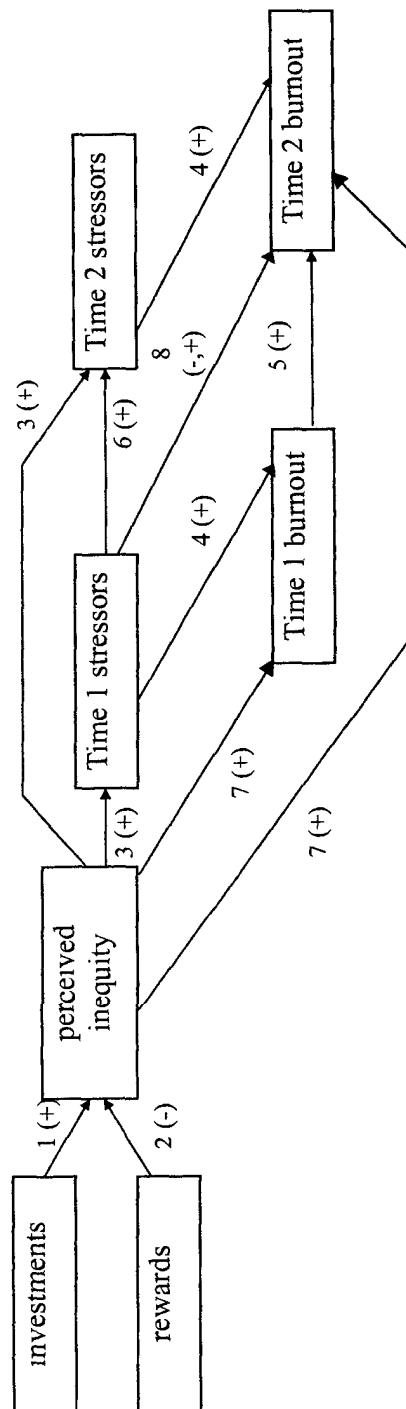 investments
rewards
1 (+)
2 (-)
perceived
inequity
3 (+)
3 (+)
7 (+)
7 (+)
Time 1 stressors
6 (+)
8
(-,+)
4 (+)
Time 1 burnout
5 (+)
Time 2 stressors
4 (+)
Time 2 burnout